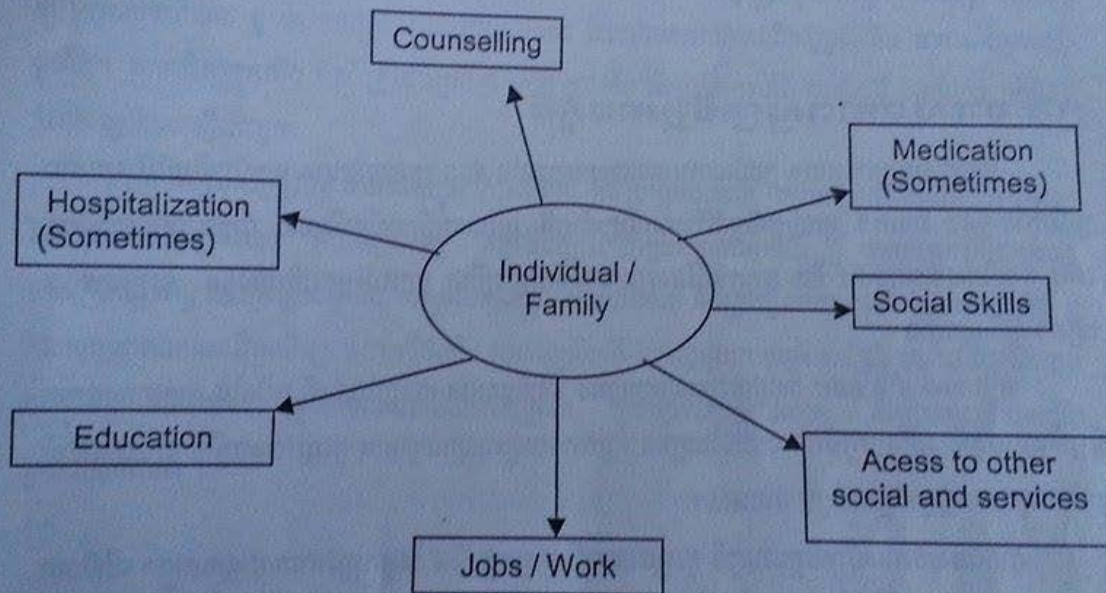 Counselling
Medication
(Sometimes)
Hospitalization
(Sometimes)
Individual /
Family
Social Skills
Education
Acess to other
social and services
Jobs / Work